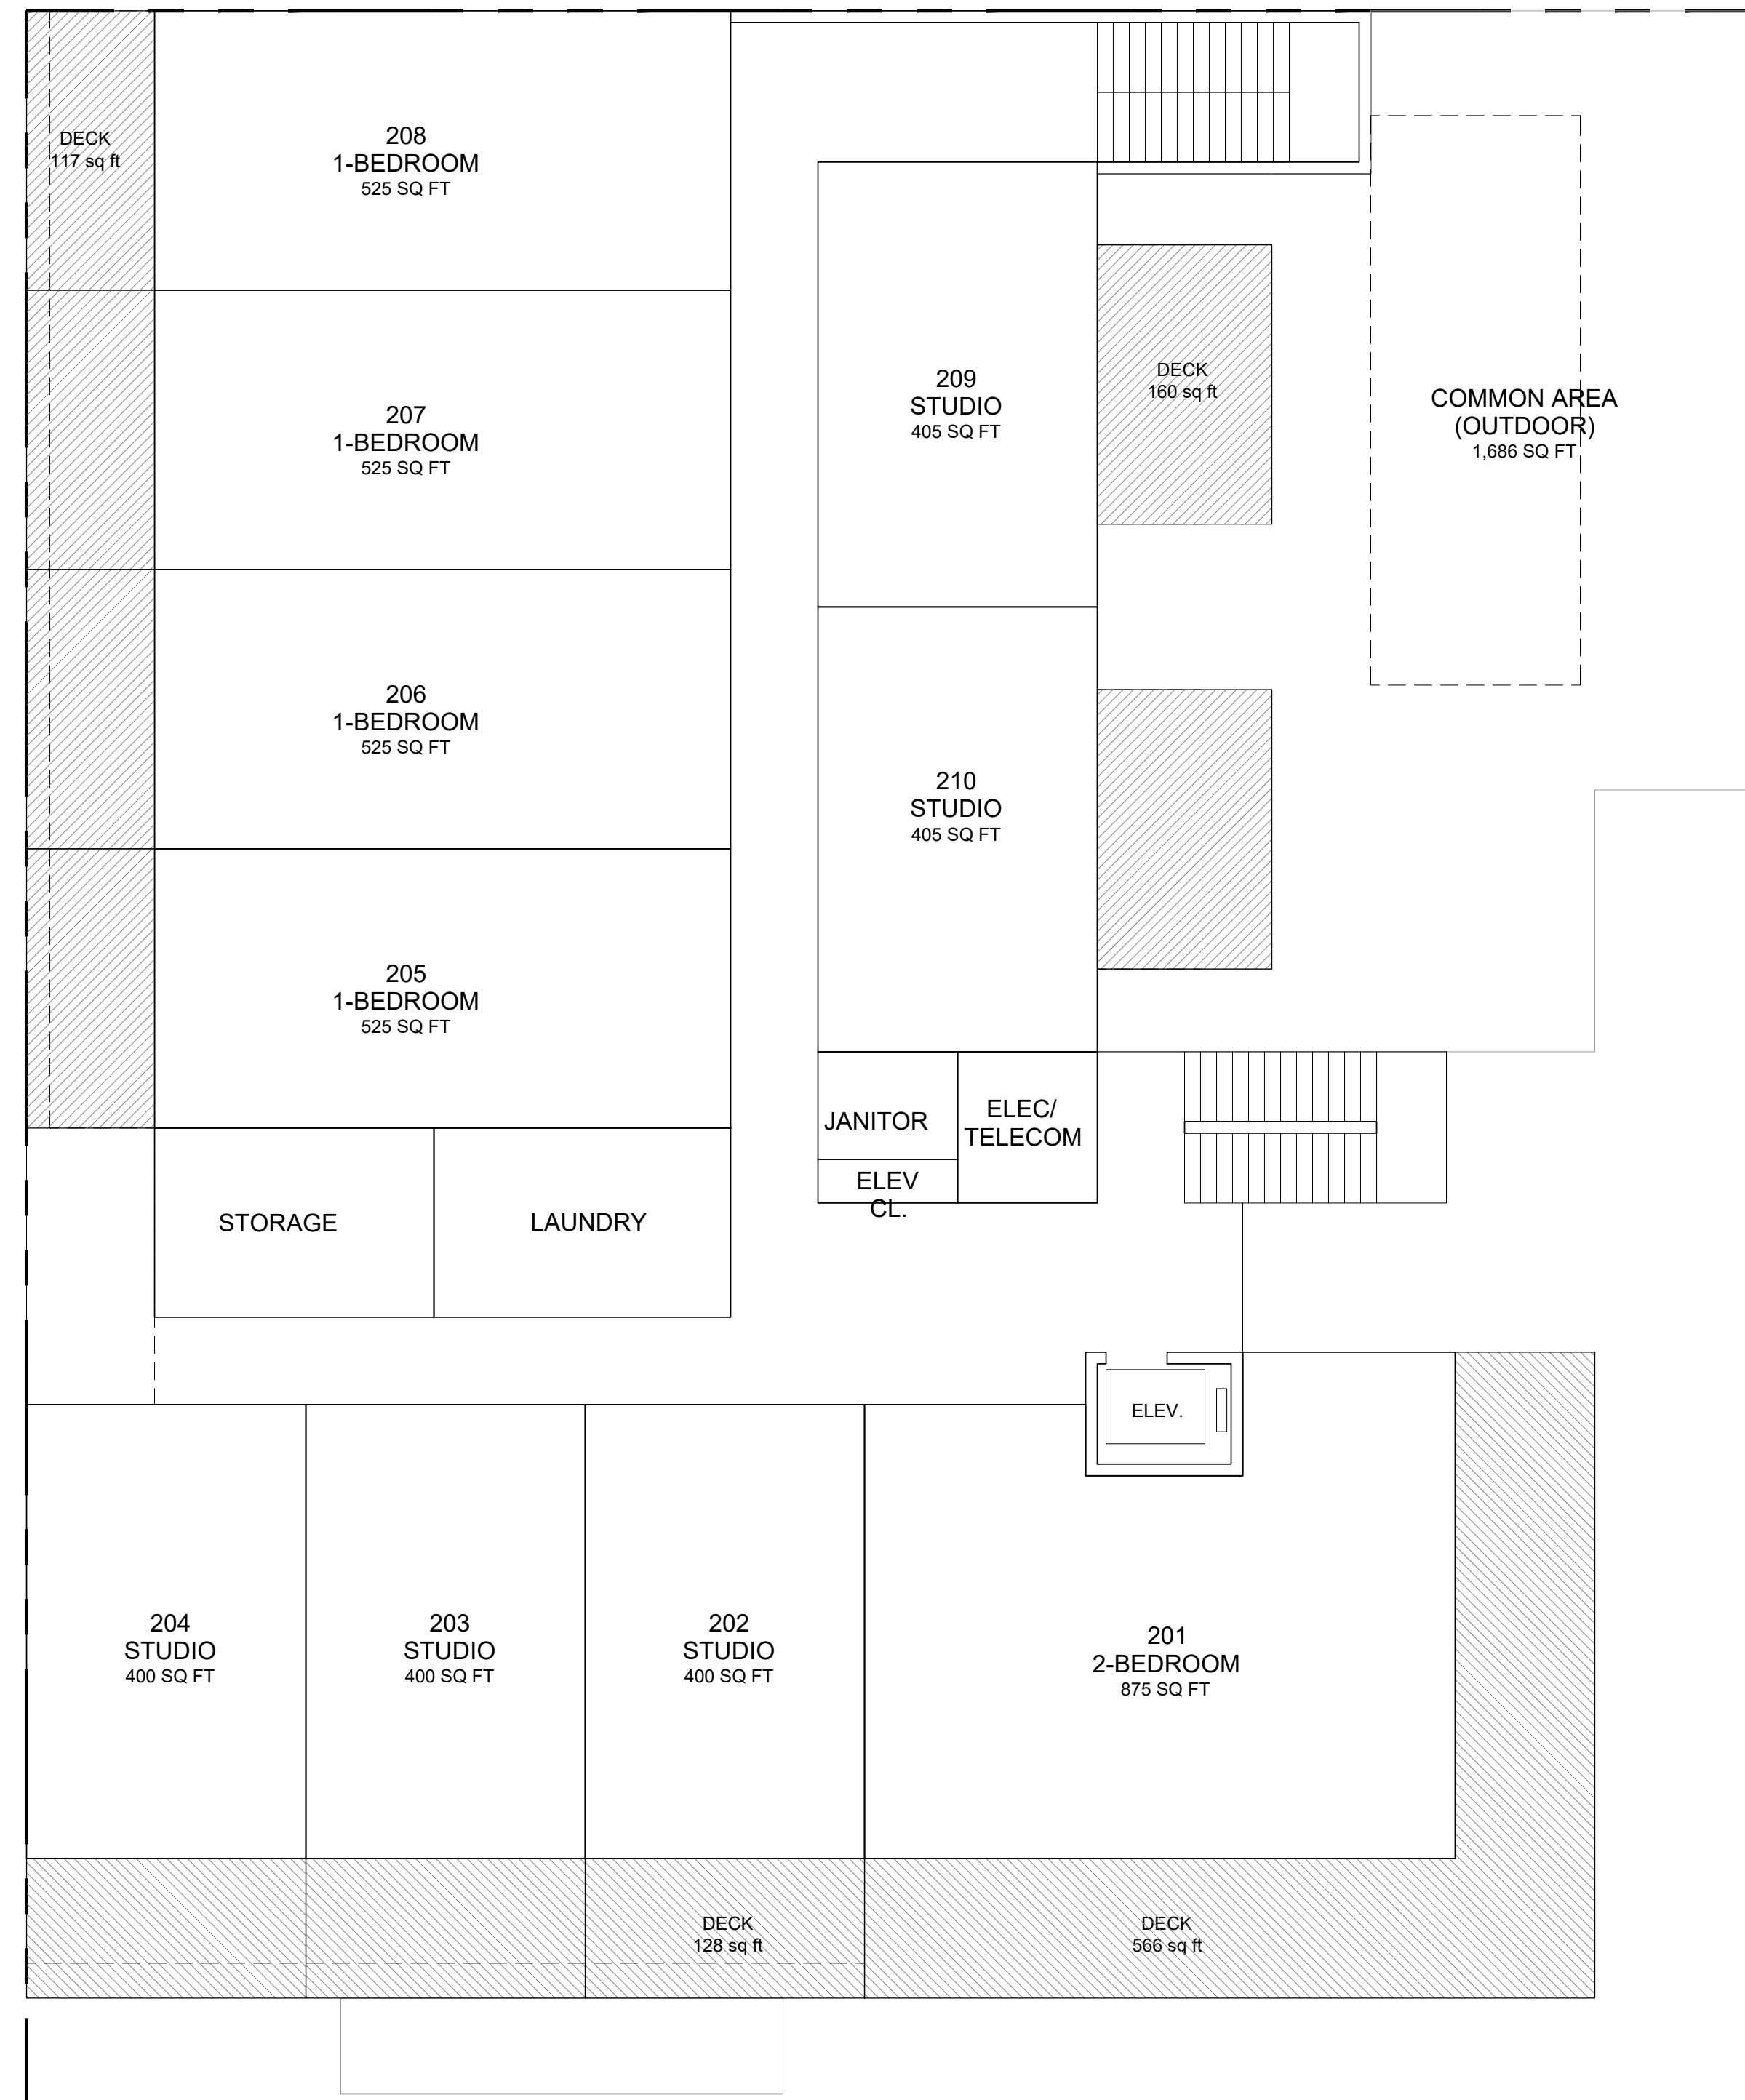 DECK
117 sq ft
208
1-BEDROOM
525 SQ FT
207
1-BEDROOM
525 SQ FT
209
STUDIO
405 SQ FT
DECK
160 sq ft
COMMON AREA
(OUTDOOR)
1,686 SQ FT
206
1-BEDROOM
525 SQ FT
210
STUDIO
405 SQ FT
205
1-BEDROOM
525 SQ FT
JANITOR
ELEC/
TELECOM
ELEV
CL.
STORAGE
LAUNDRY
ELEV.
204
STUDIO
400 SQ FT
203
STUDIO
400 SQ FT
202
STUDIO
400 SQ FT
201
2-BEDROOM
875 SQ FT
DECK
128 sq ft
DECK
566 sq ft